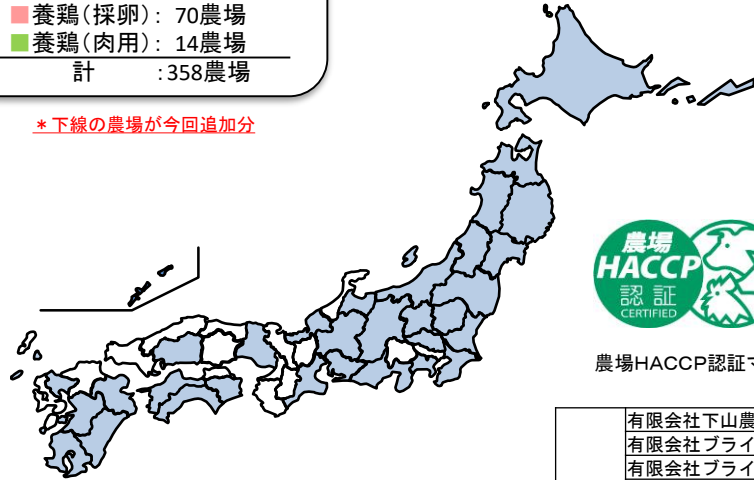 ■養鶏(採卵): 70農場
■養鶏(肉用): 14農場
計 :358農場
*下線の農場が今回追加分
農場
HACCP
認証
CERTIFIED
農場HACCP認証マ
有限会社下山農
有限会社ブライ
有限会社ブライ